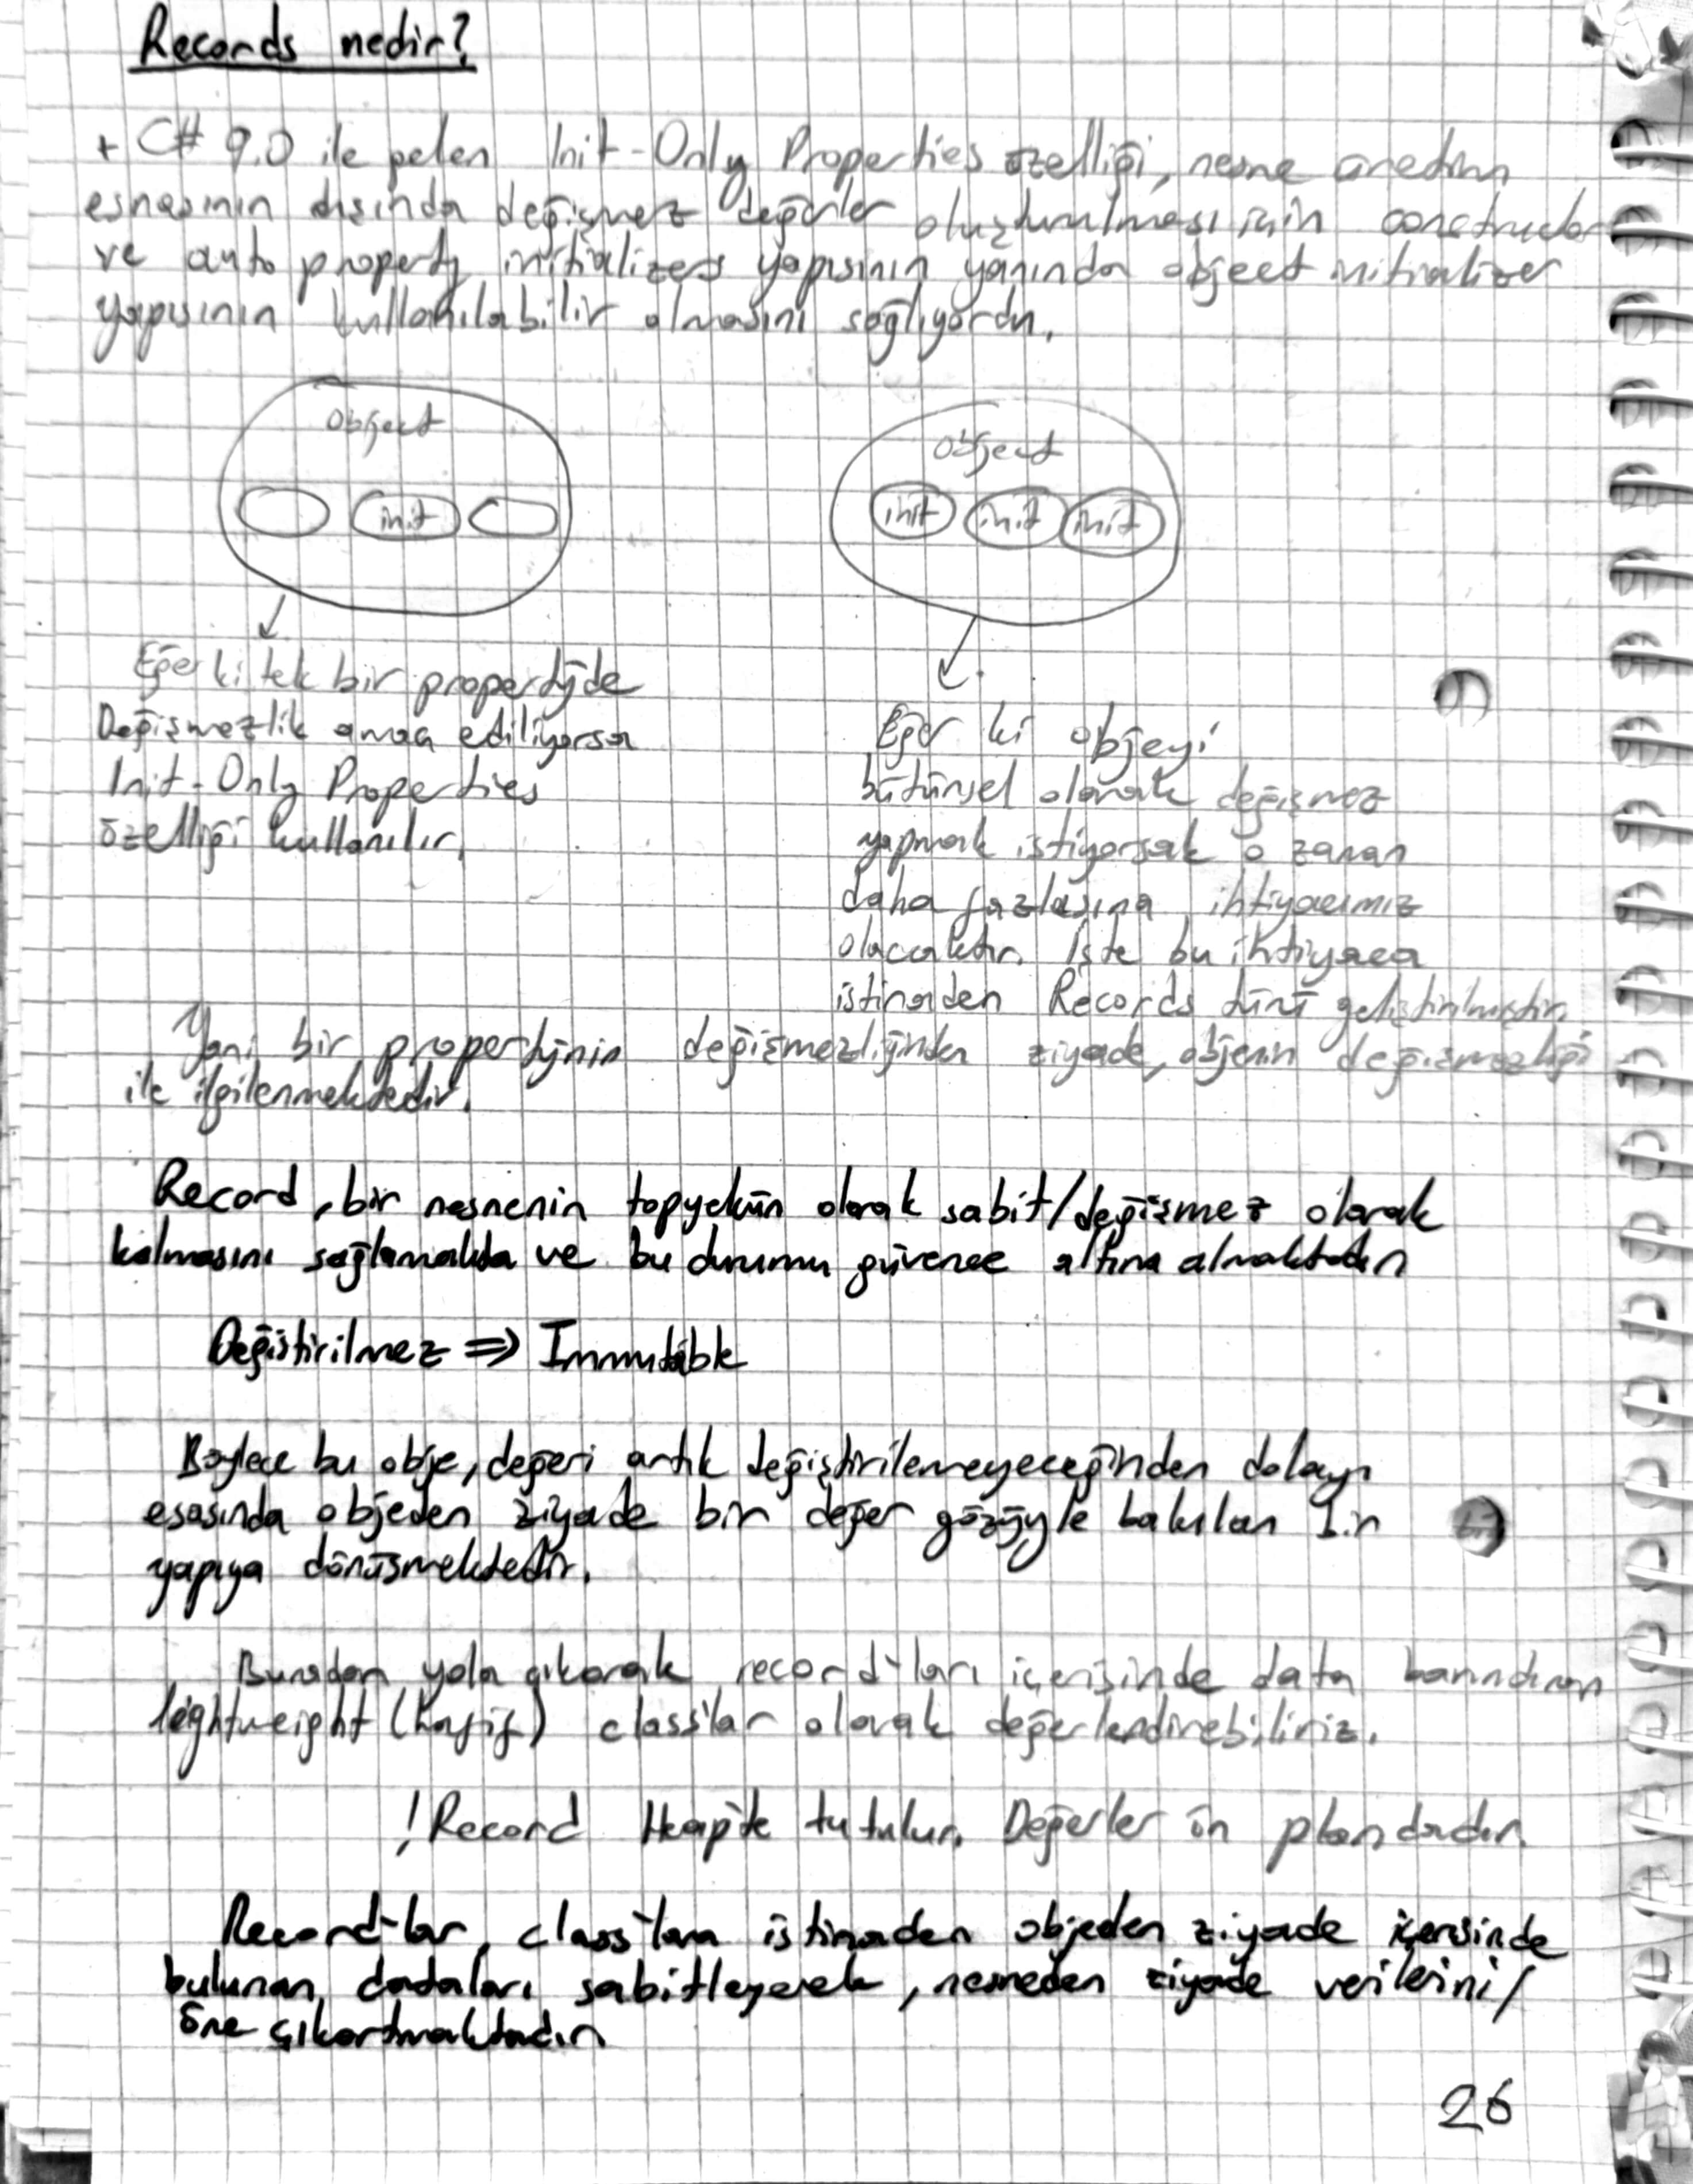 Records nedir?
+ C# 9.0 ile gelen Init-Only Properties özelliği, nesne üretim
esnasının dışında değişmez değerler oluşturulması için constructor
ve auto property initializers yapısının yanında object initializer
yapısının kullanılabilir olmasını sağlıyordu.
Object
init
Object
init init init
Eğer ki tek bir propertyde
Değişmezlik amaç ediliyorsa
Init-Only Properties
özelliği kullanılır.
Eğer ki objeyi
bütünsel olarak değişmez
yapmak istiyorsak o zaman
daha fazlasına ihtiyacımız
olacaktır. İşte bu ihtiyaca
istinaden Records türü geliştirilmiştir.
Yani bir propertynin değişmezliğinden ziyade, objenin değişmezliği
ile ilgilenmektedir.
Record, bir nesnenin topyekün olarak sabit/değişmez olarak
kalmasını sağlamakta ve bu durumu güvence altına almaktadır
Değiştirilmez => Immutable
Böylece bu obje, değeri artık değiştirilemeyeceğinden dolayı
esasında objeden ziyade bir değer gözüyle bakılan bir
yapıya dönüşmektedir.
Buradan yola çıkarak record'ları içerisinde data barındıran
lightweight (hafif) class'lar olarak değerlendirebiliriz.
! Record Heap'te tutulur. Değerler ön plandadır.
Record'lar, class'lara istinaden objeden ziyade içerisinde
bulunan dataları sabitleyerek, nesneden ziyade verilerini/
öne çıkartmaktadır
26